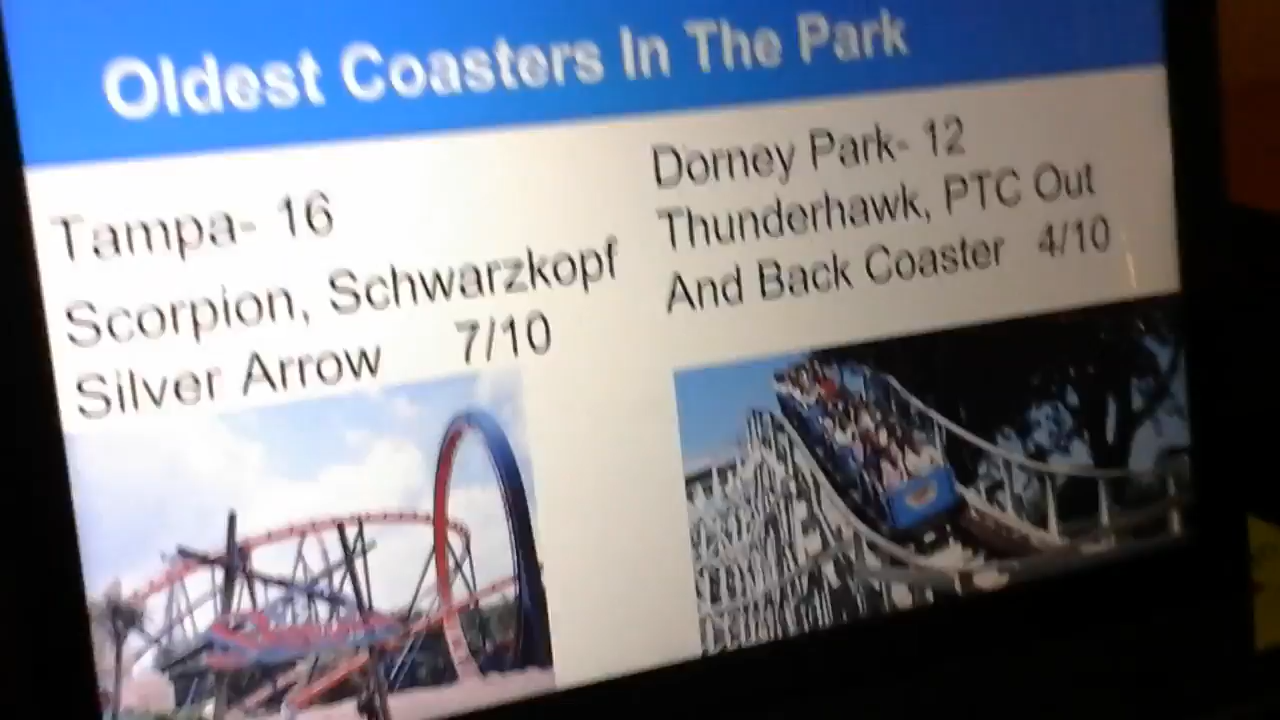 Oldest Coasters In The Park
Tampa- 16
Scorpion, Schwarzkopf
Silver Arrow 7/10
Dorney Park- 12
Thunderhawk, PTC Out
And Back Coaster 4/10